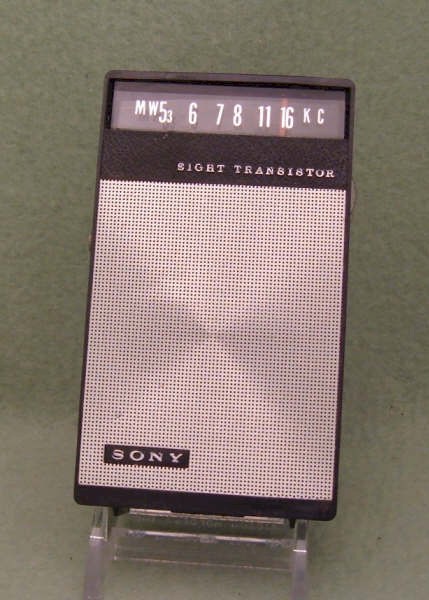 MW 53 6 7 8 11 16 KC
EIGHT TRANSISTOR
SONY